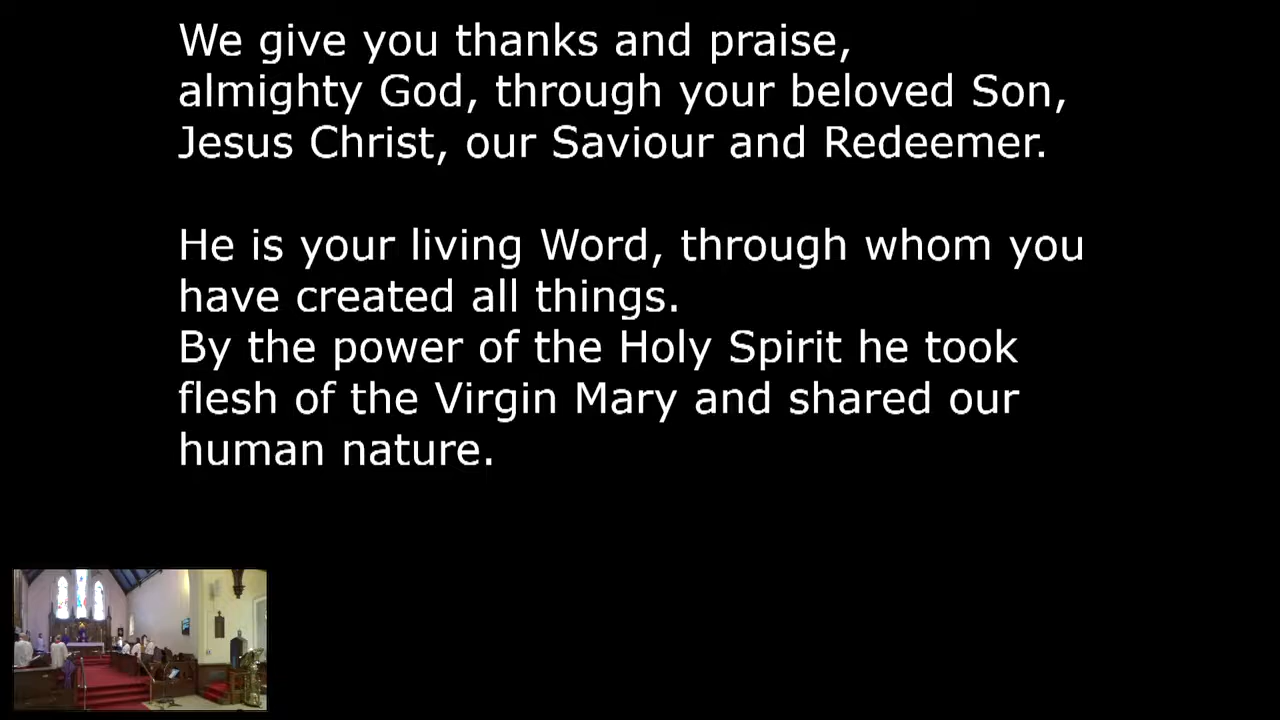 We give you thanks and praise,
almighty God, through your beloved Son,
Jesus Christ, our Saviour and Redeemer.
He is your living Word, through whom you
have created all things.
By the power of the Holy Spirit he took
flesh of the Virgin Mary and shared our
human nature.